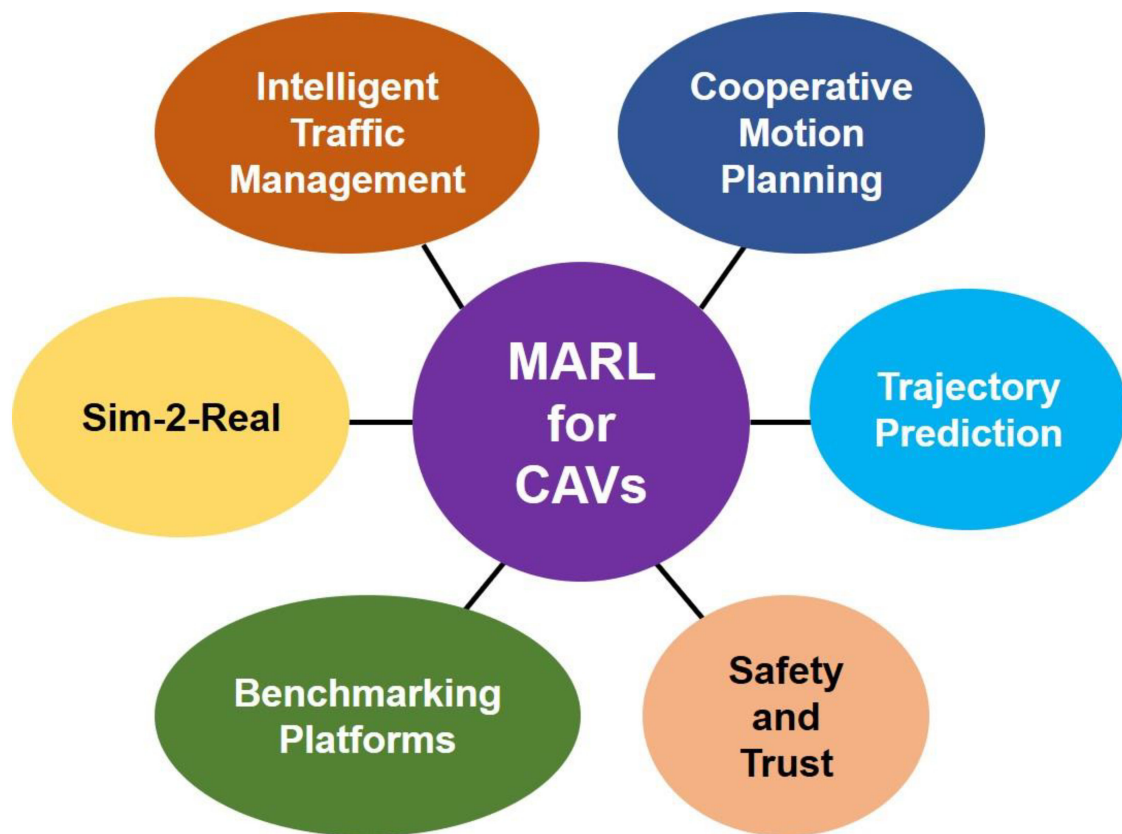 Intelligent
Traffic
Management
Cooperative
Motion
Planning
MARL
for
CAVs
Sim-2-Real
Trajectory
Prediction
Benchmarking
Platforms
Safety
and
Trust